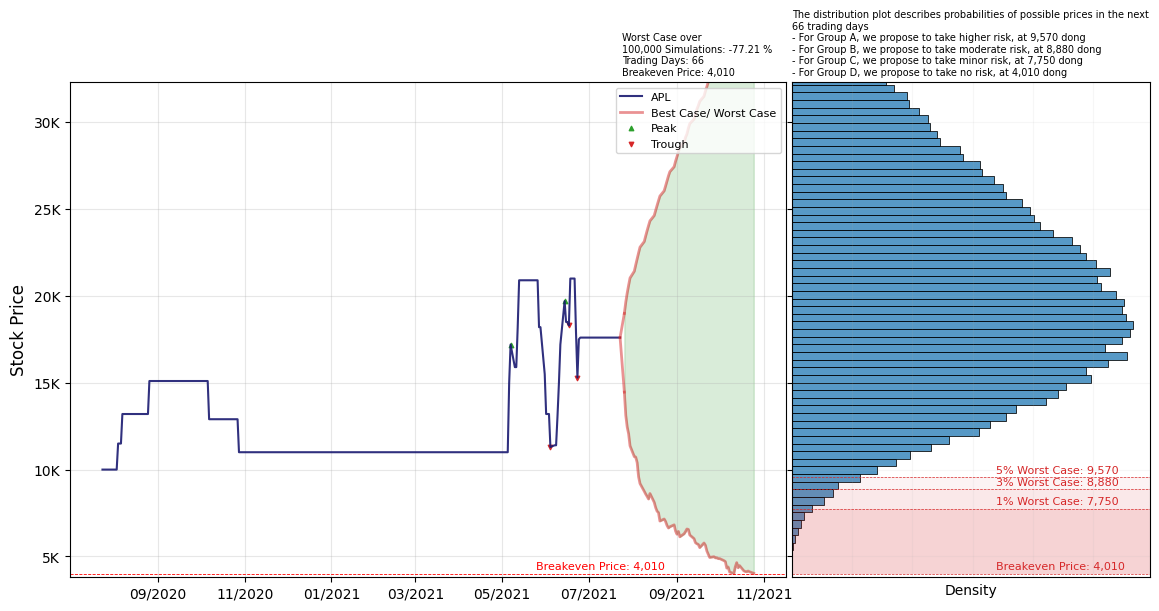 The distribution plot describes probabilities of possible prices in the next
66 trading days
- For Group A, we propose to take higher risk, at 9,570 dong
- For Group B, we propose to take moderate risk, at 8,880 dong
- For Group C, we propose to take minor risk, at 7,750 dong
- For Group D, we propose to take no risk, at 4,010 dong
Worst Case over
100,000 Simulations: -77.21 %
Trading Days: 66
Breakeven Price: 4,010
APL
Best Case/ Worst Case
Peak
Trough
Stock Price
30K
25K
20K
15K
10K
5K
Breakeven Price: 4,010
09/2020
11/2020
01/2021
03/2021
05/2021
07/2021
09/2021
11/2021
5% Worst Case: 9,570
3% Worst Case: 8,880
1% Worst Case: 7,750
Breakeven Price: 4,010
Density